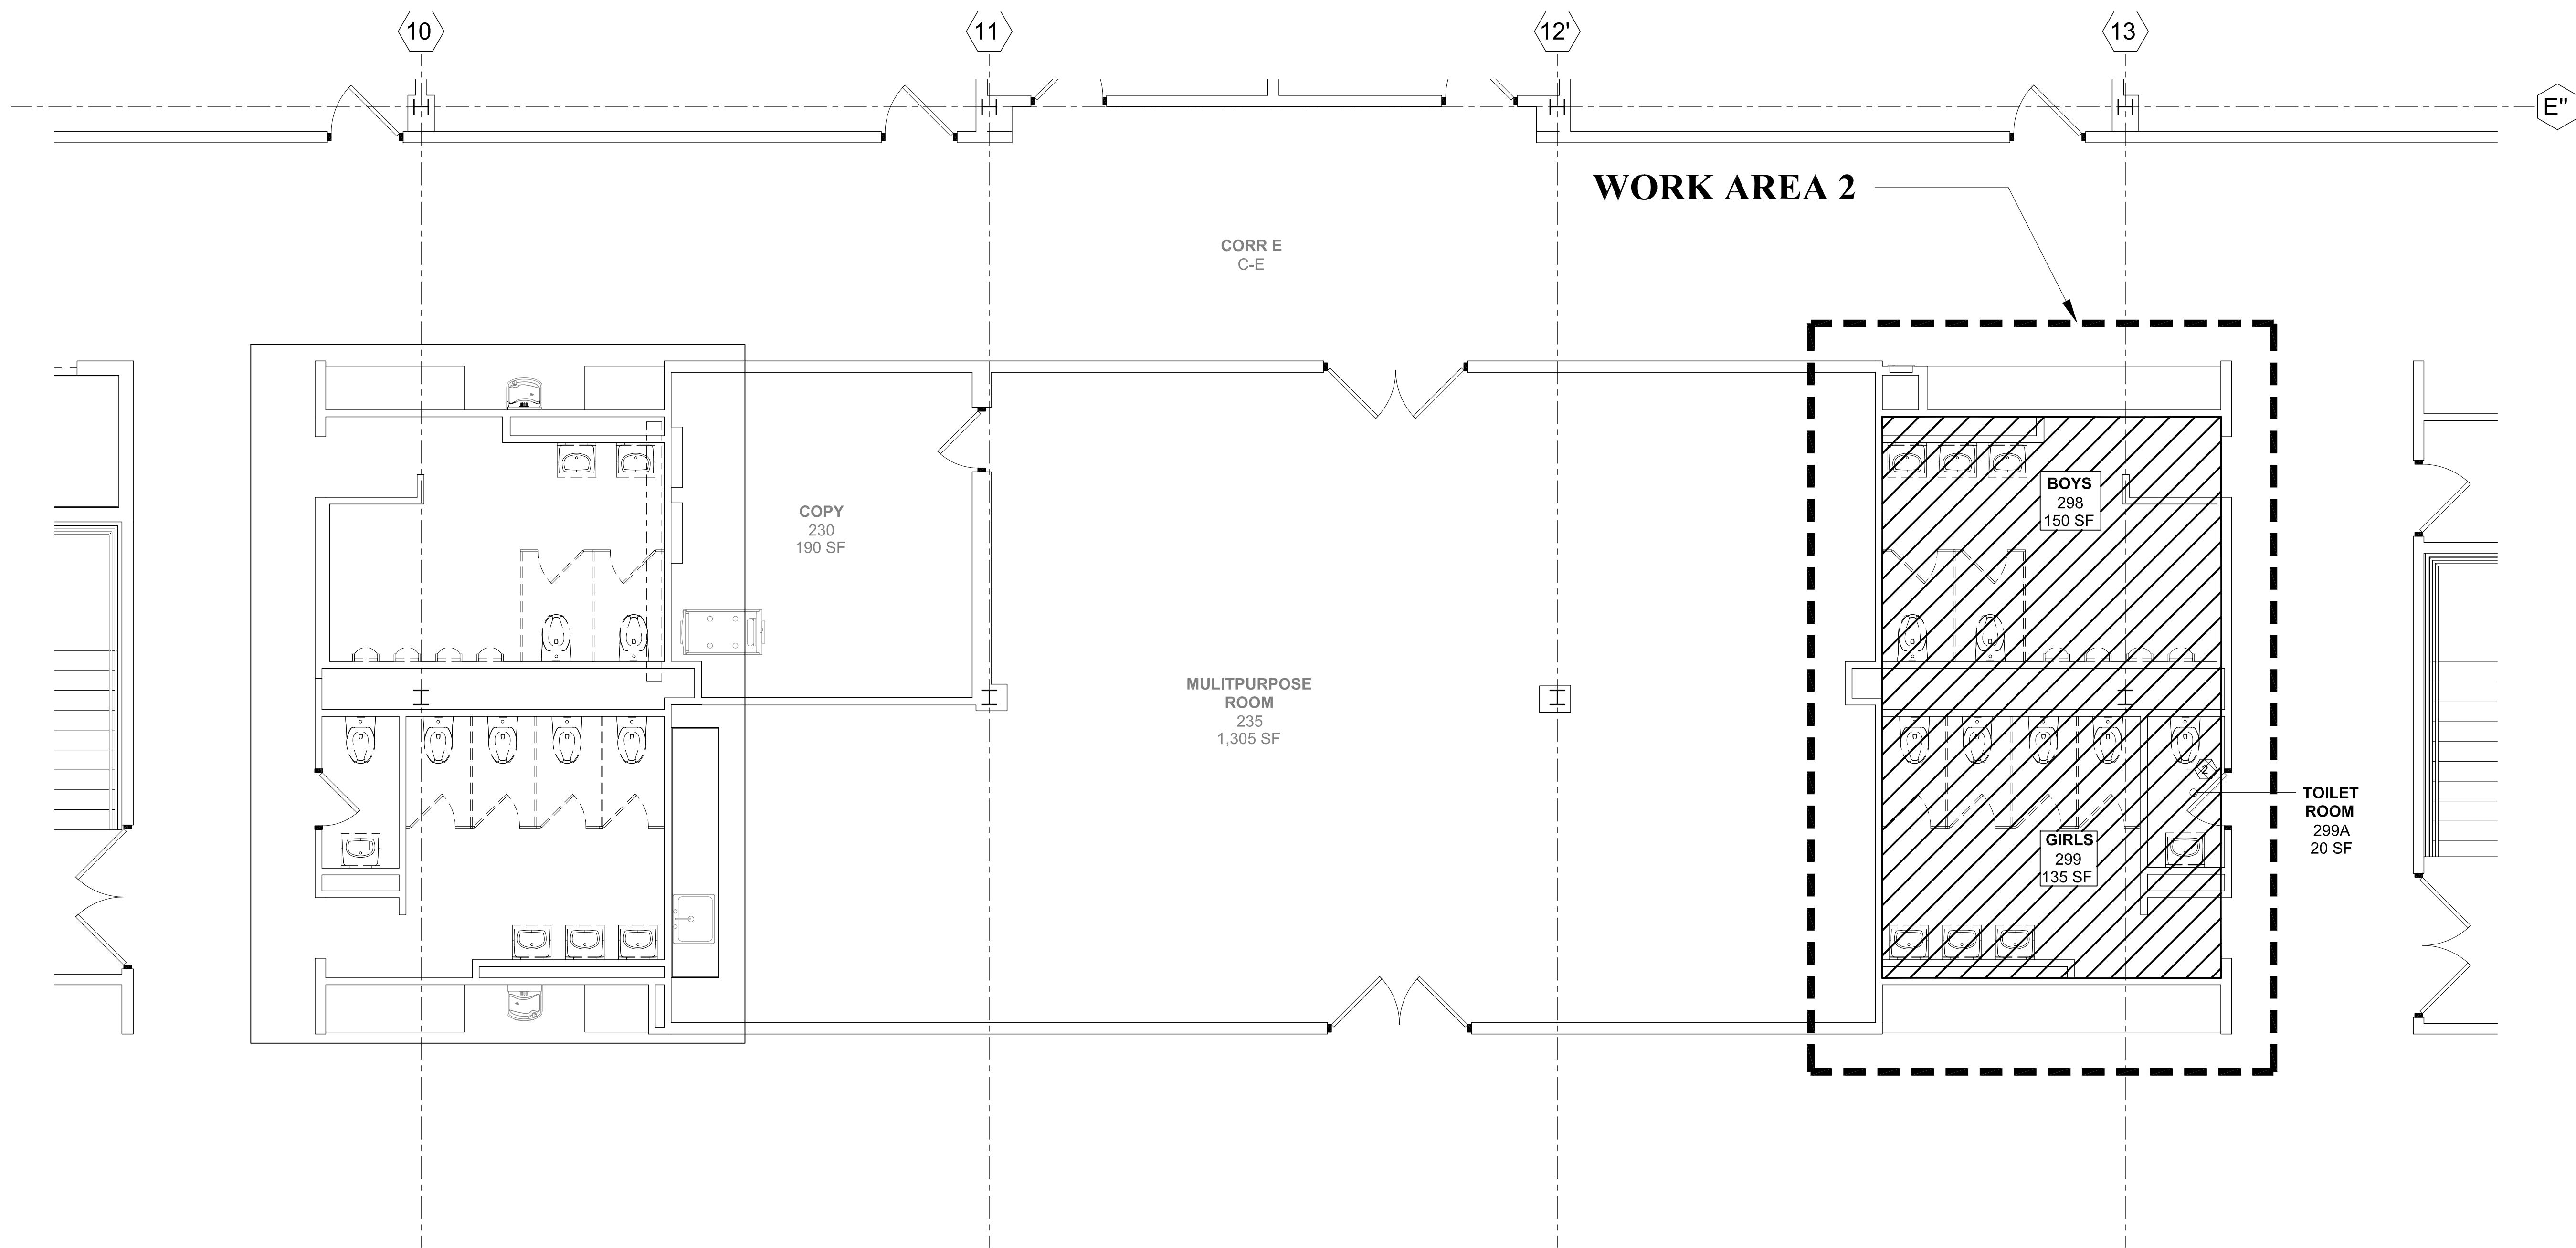 10
11
12'
13
E"
WORK AREA 2
CORR E
C-E
BOYS
298
150 SF
COPY
230
190 SF
MULITPURPOSE
ROOM
235
1,305 SF
2
TOILET
ROOM
299A
20 SF
GIRLS
299
135 SF